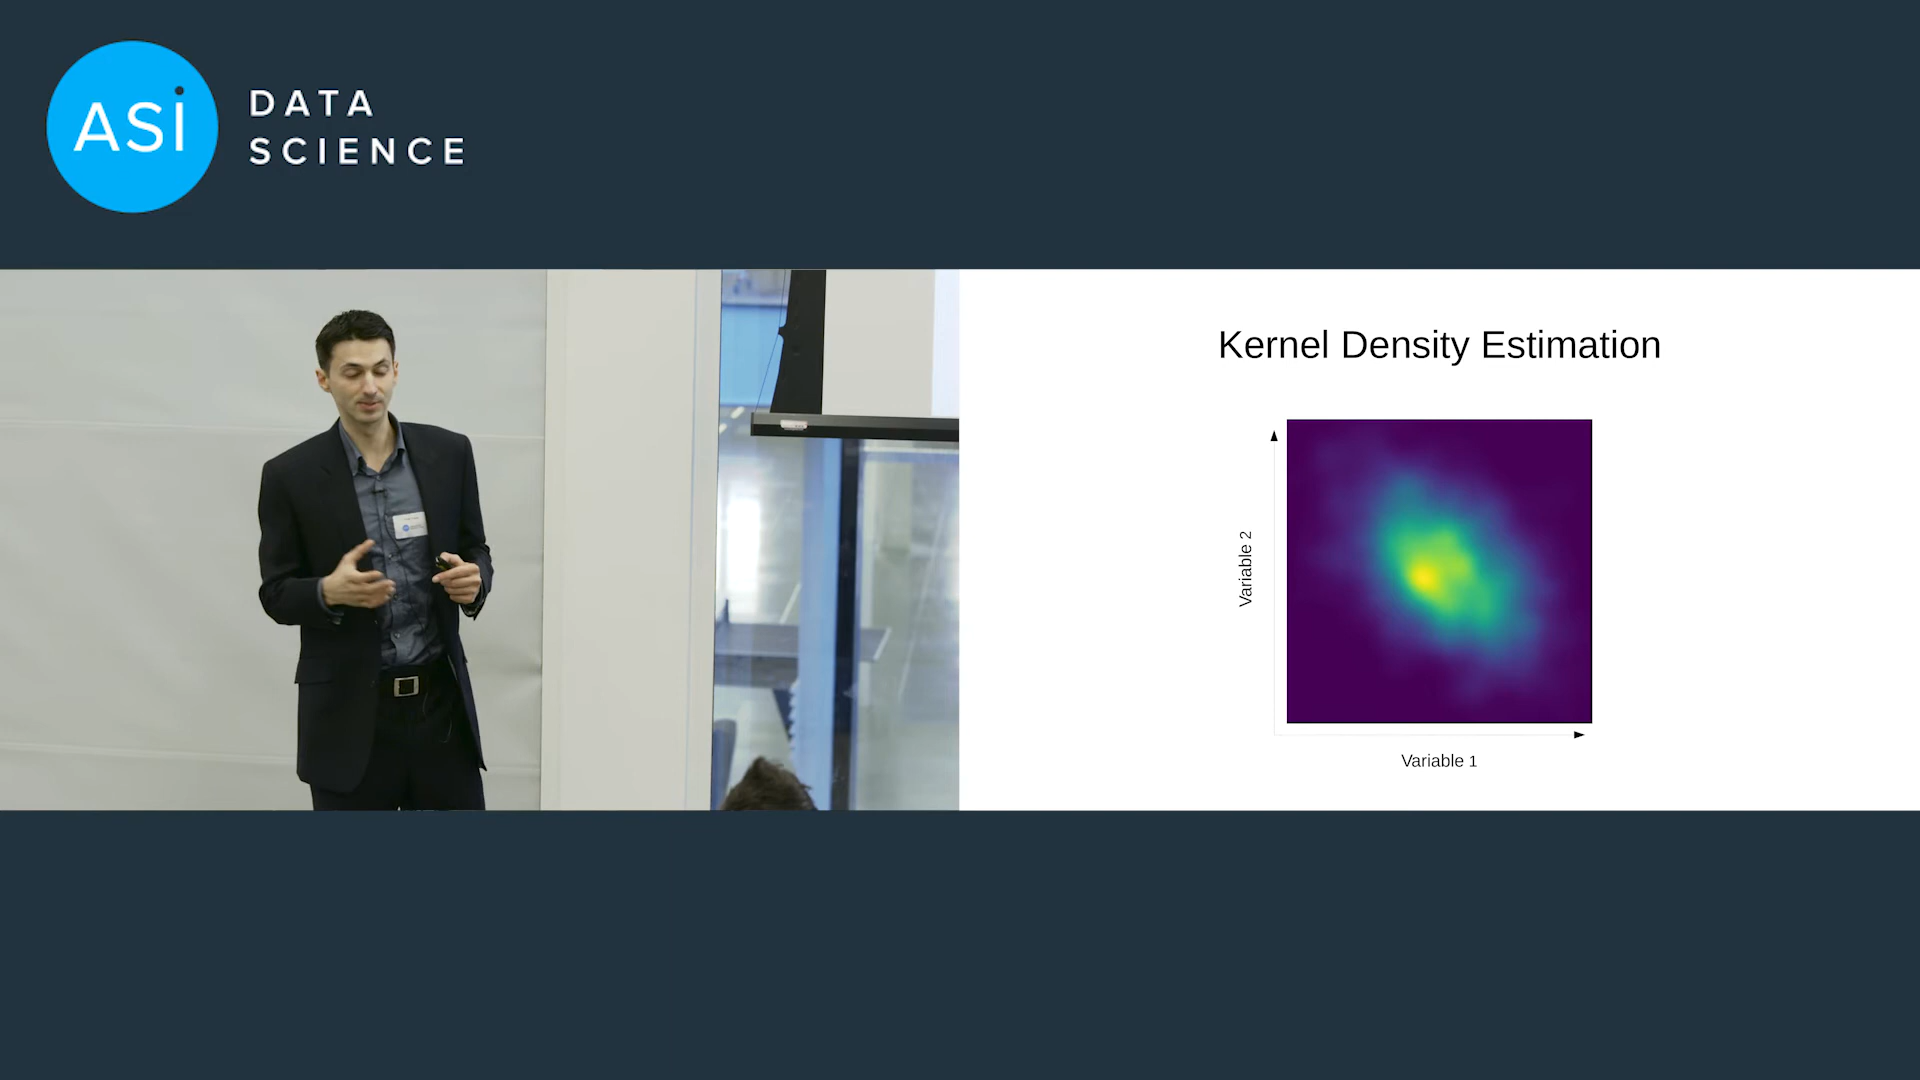 ASI
DATA
SCIENCE
Kernel Density Estimation
Variable 2
Variable 1